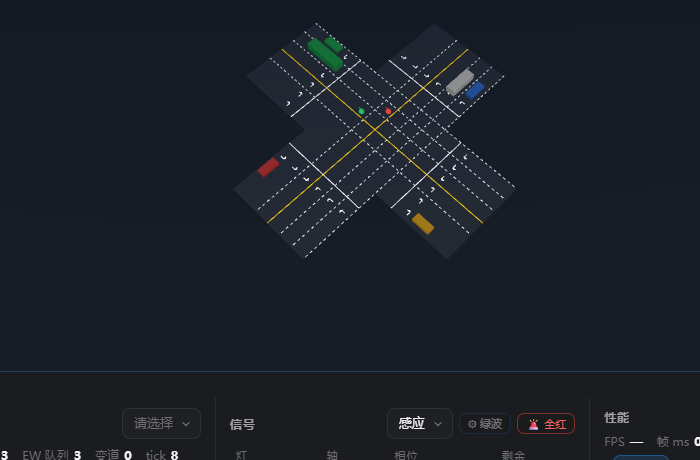 请选择
信号
感应
绿波
全红
性能
3 EW 队列 3 变道 0 tick 8
灯 轴 相位 剩余
FPS — 帧 ms 0